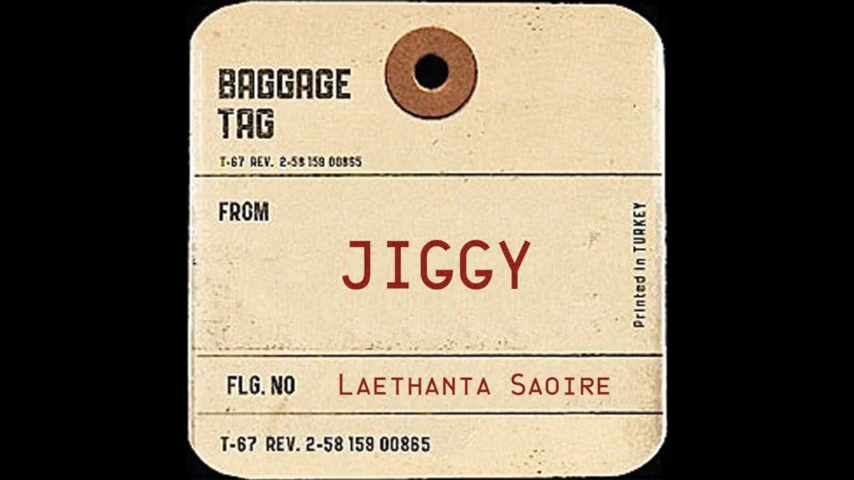 BAGGAGE
TAG
T-67 REV. 2-58 159 00865
FROM
JIGGY
Printed in TURKEY
FLG. NO LAETHANTA SAOIRE
T-67 REV. 2-58 159 00865